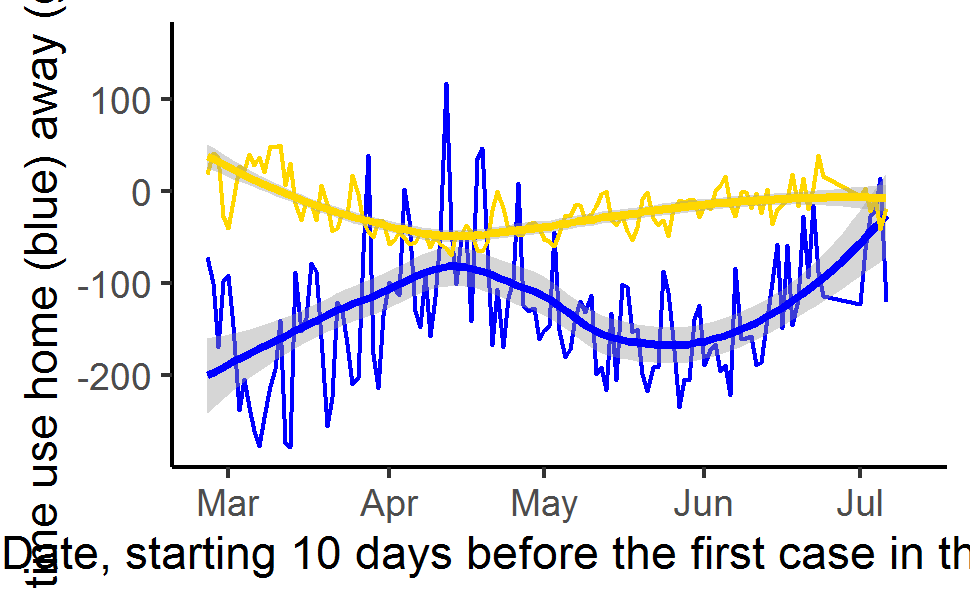 time use home (blue) away (
100
0
-100
-200
Mar Apr May Jun Jul
Date, starting 10 days before the first case in th